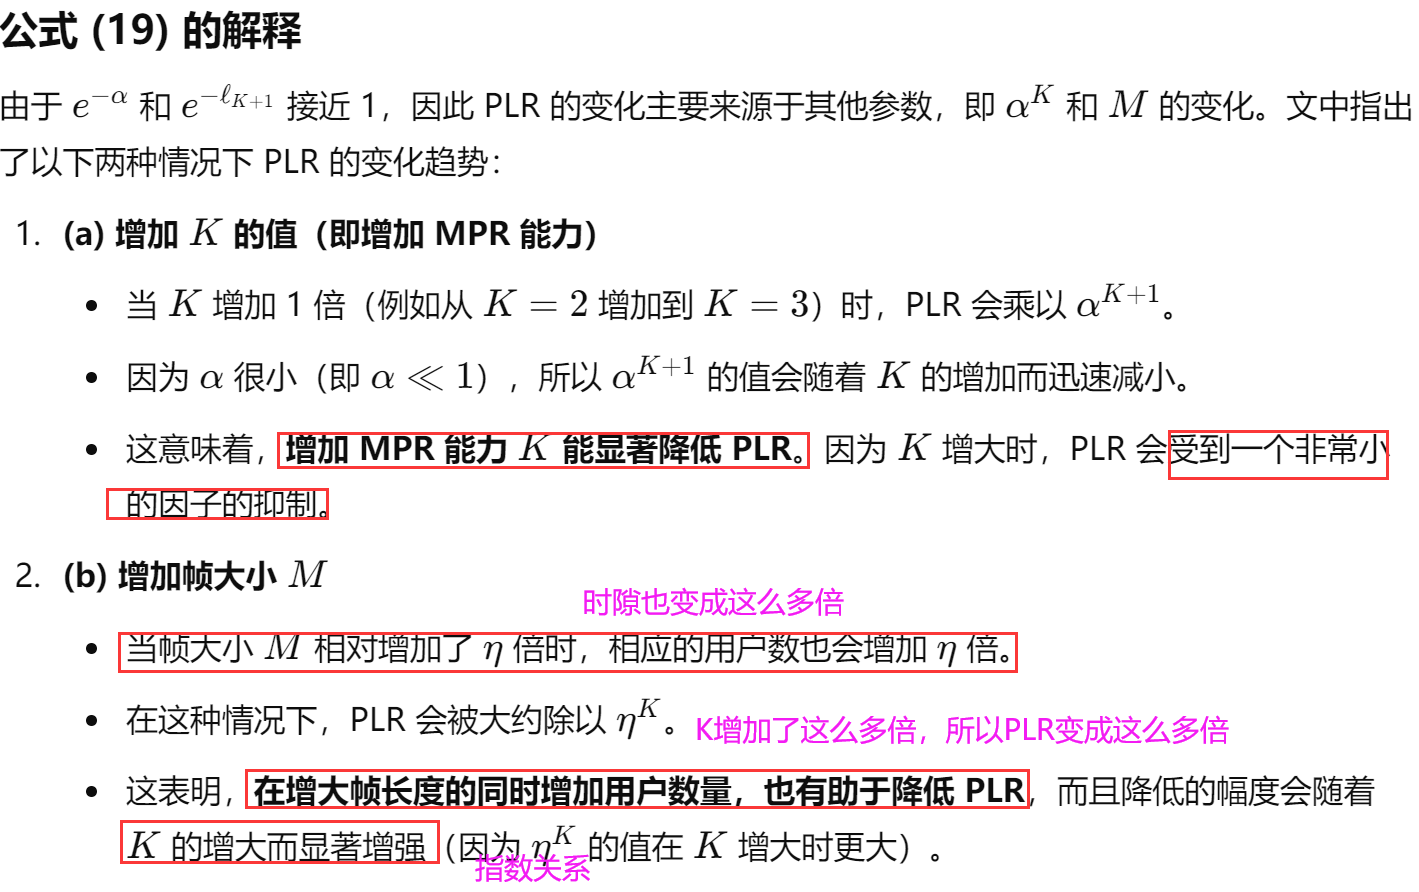 公式 (19) 的解释
由于 e^{-α} 和 e^{-ℓ_{K+1}} 接近 1，因此 PLR 的变化主要来源于其他参数，即 α^K 和 M 的变化。文中指出
了以下两种情况下 PLR 的变化趋势：
1. (a) 增加 K 的值（即增加 MPR 能力）
• 当 K 增加 1 倍（例如从 K = 2 增加到 K = 3）时，PLR 会乘以 α^{K+1}。
• 因为 α 很小（即 α ≪ 1），所以 α^{K+1} 的值会随着 K 的增加而迅速减小。
• 这意味着，增加 MPR 能力 K 能显著降低 PLR。因为 K 增大时，PLR 会受到一个非常小
的因子的抑制。
2. (b) 增加帧大小 M
时隙也变成这么多倍
• 当帧大小 M 相对增加了 η 倍时，相应的用户数也会增加 η 倍。
• 在这种情况下，PLR 会被大约除以 η^K。
K增加了这么多倍，所以PLR变成这么多倍
• 这表明，在增大帧长度的同时增加用户数量，也有助于降低 PLR，而且降低的幅度会随着
K 的增大而显著增强（因为 η^K 的值在 K 增大时更大）。
指数关系